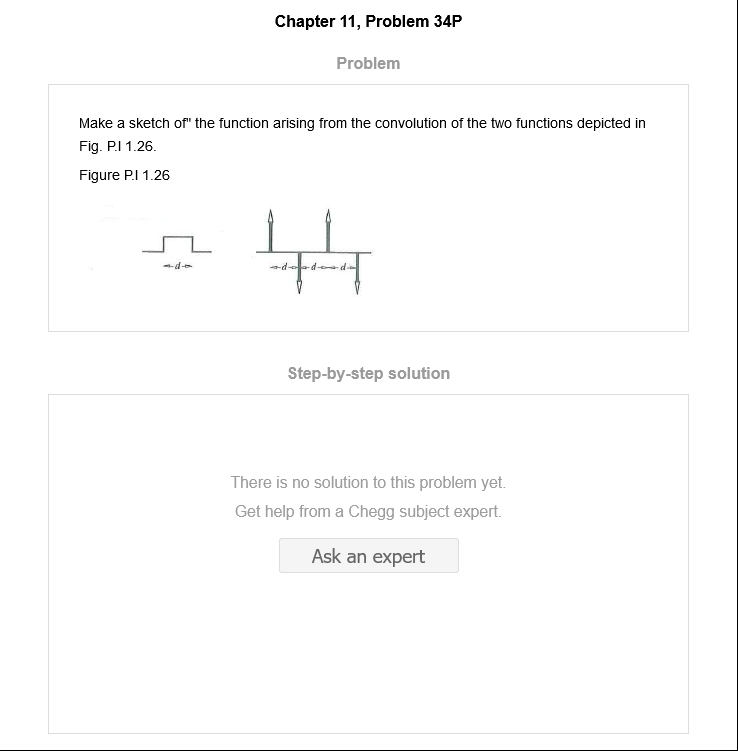 Chapter 11, Problem 34P
Problem
Make a sketch of" the function arising from the convolution of the two functions depicted in
Fig. P.I 1.26.
Figure P.I 1.26
d
d d d
Step-by-step solution
There is no solution to this problem yet.
Get help from a Chegg subject expert.
Ask an expert